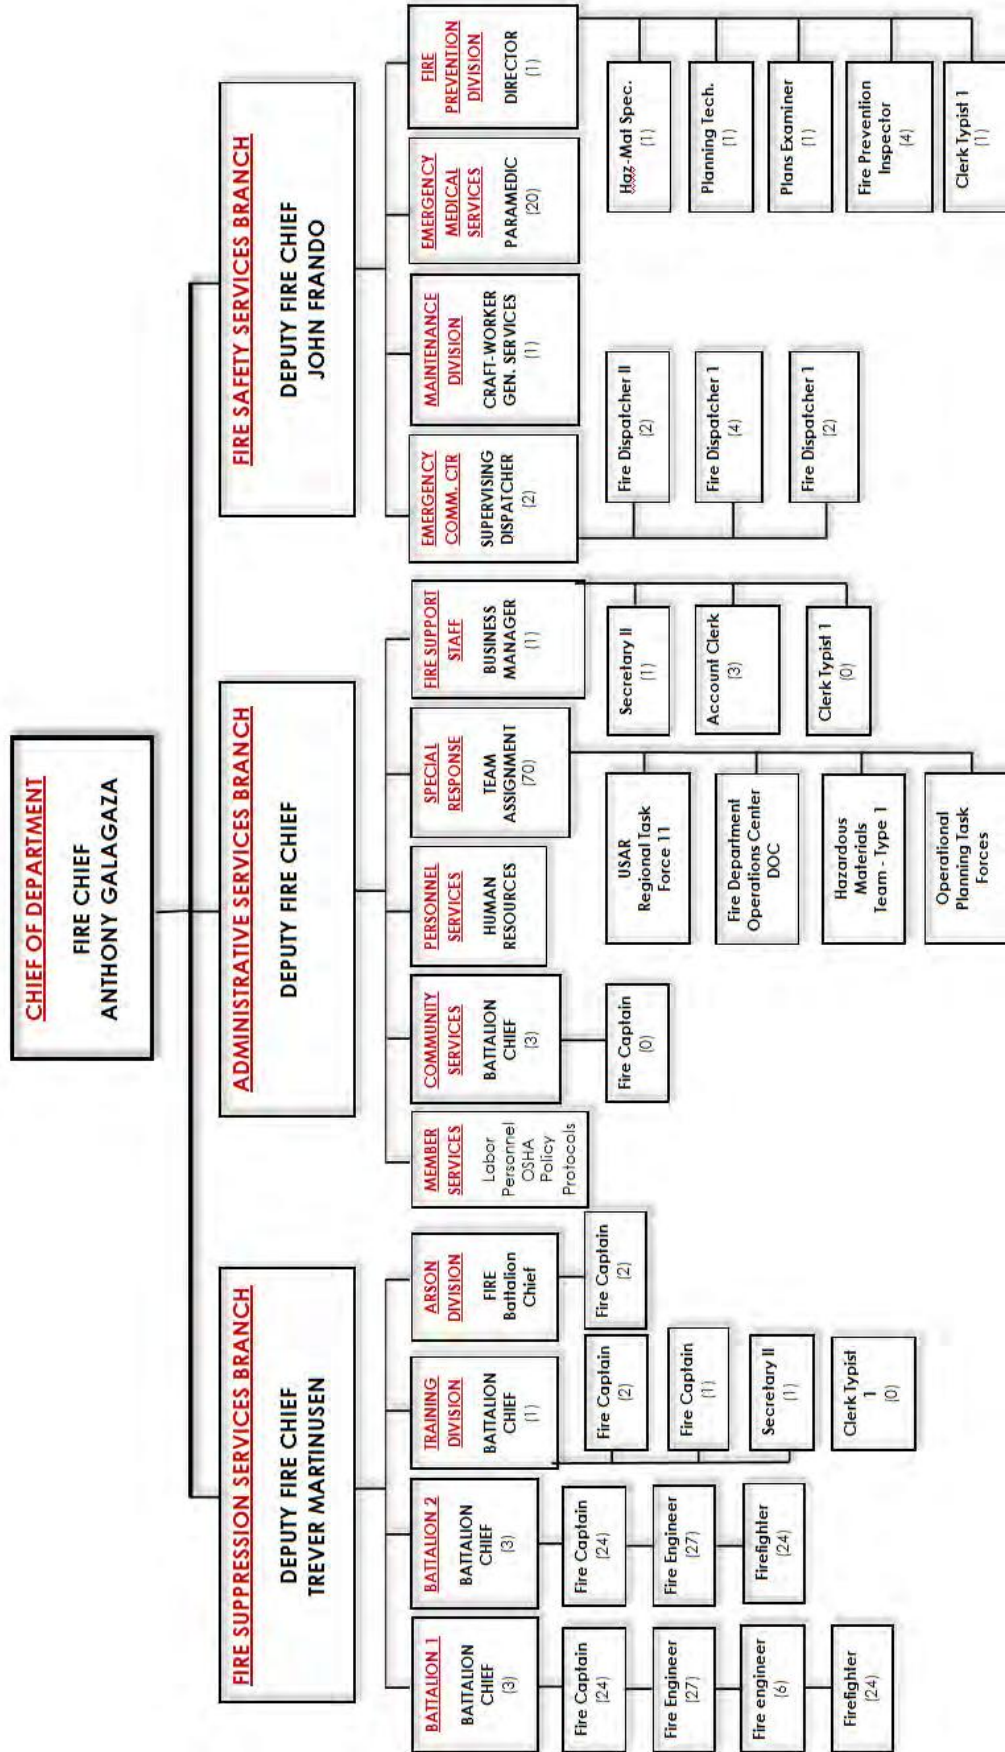 CHIEF OF DEPARTMENT
FIRE CHIEF
ANTHONY GALAGAZA
FIRE SUPPRESSION SERVICES BRANCH
DEPUTY FIRE CHIEF
TREVER MARTINUSEN
ADMINISTRATIVE SERVICES BRANCH
DEPUTY FIRE CHIEF
FIRE SAFETY SERVICES BRANCH
DEPUTY FIRE CHIEF
JOHN FRANDO
BATTALION 1
BATTALION
CHIEF
(3)
Fire Captain
(24)
Fire Engineer
(27)
Fire engineer
(6)
Firefighter
(24)
BATTALION 2
BATTALION
CHIEF
(3)
Fire Captain
(24)
Fire Engineer
(27)
Firefighter
(24)
TRAINING
DIVISION
BATTALION
CHIEF
(1)
Fire Captain
(2)
Fire Captain
(1)
Secretary II
(1)
Clerk Typist
1
(0)
ARSON
DIVISION
FIRE
Battalion
Chief
Fire Captain
(2)
MEMBER
SERVICES
Labor
Personnel
OSHA
Policy
Protocols
COMMUNITY
SERVICES
BATTALION
CHIEF
(3)
Fire Captain
(0)
PERSONNEL
SERVICES
HUMAN
RESOURCES
SPECIAL
RESPONSE
TEAM
ASSIGNMENT
(70)
USAR
Regional Task
Force 11
Fire Department
Operations Center
DOC
Hazardous
Materials
Team - Type 1
Operational
Planning Task
Forces
FIRE SUPPORT
STAFF
BUSINESS
MANAGER
(1)
Secretary II
(1)
Account Clerk
(3)
Clerk Typist 1
(0)
EMERGENCY
COMM. CTR
SUPERVISING
DISPATCHER
(2)
Fire Dispatcher II
(2)
Fire Dispatcher 1
(4)
Fire Dispatcher 1
(2)
MAINTENANCE
DIVISION
CRAFT-WORKER
GEN. SERVICES
(1)
EMERGENCY
MEDICAL
SERVICES
PARAMEDIC
(20)
FIRE
PREVENTION
DIVISION
DIRECTOR
(1)
Haz-Mat Spec.
(1)
Planning Tech.
(1)
Plans Examiner
(1)
Fire Prevention
Inspector
(4)
Clerk Typist 1
(1)